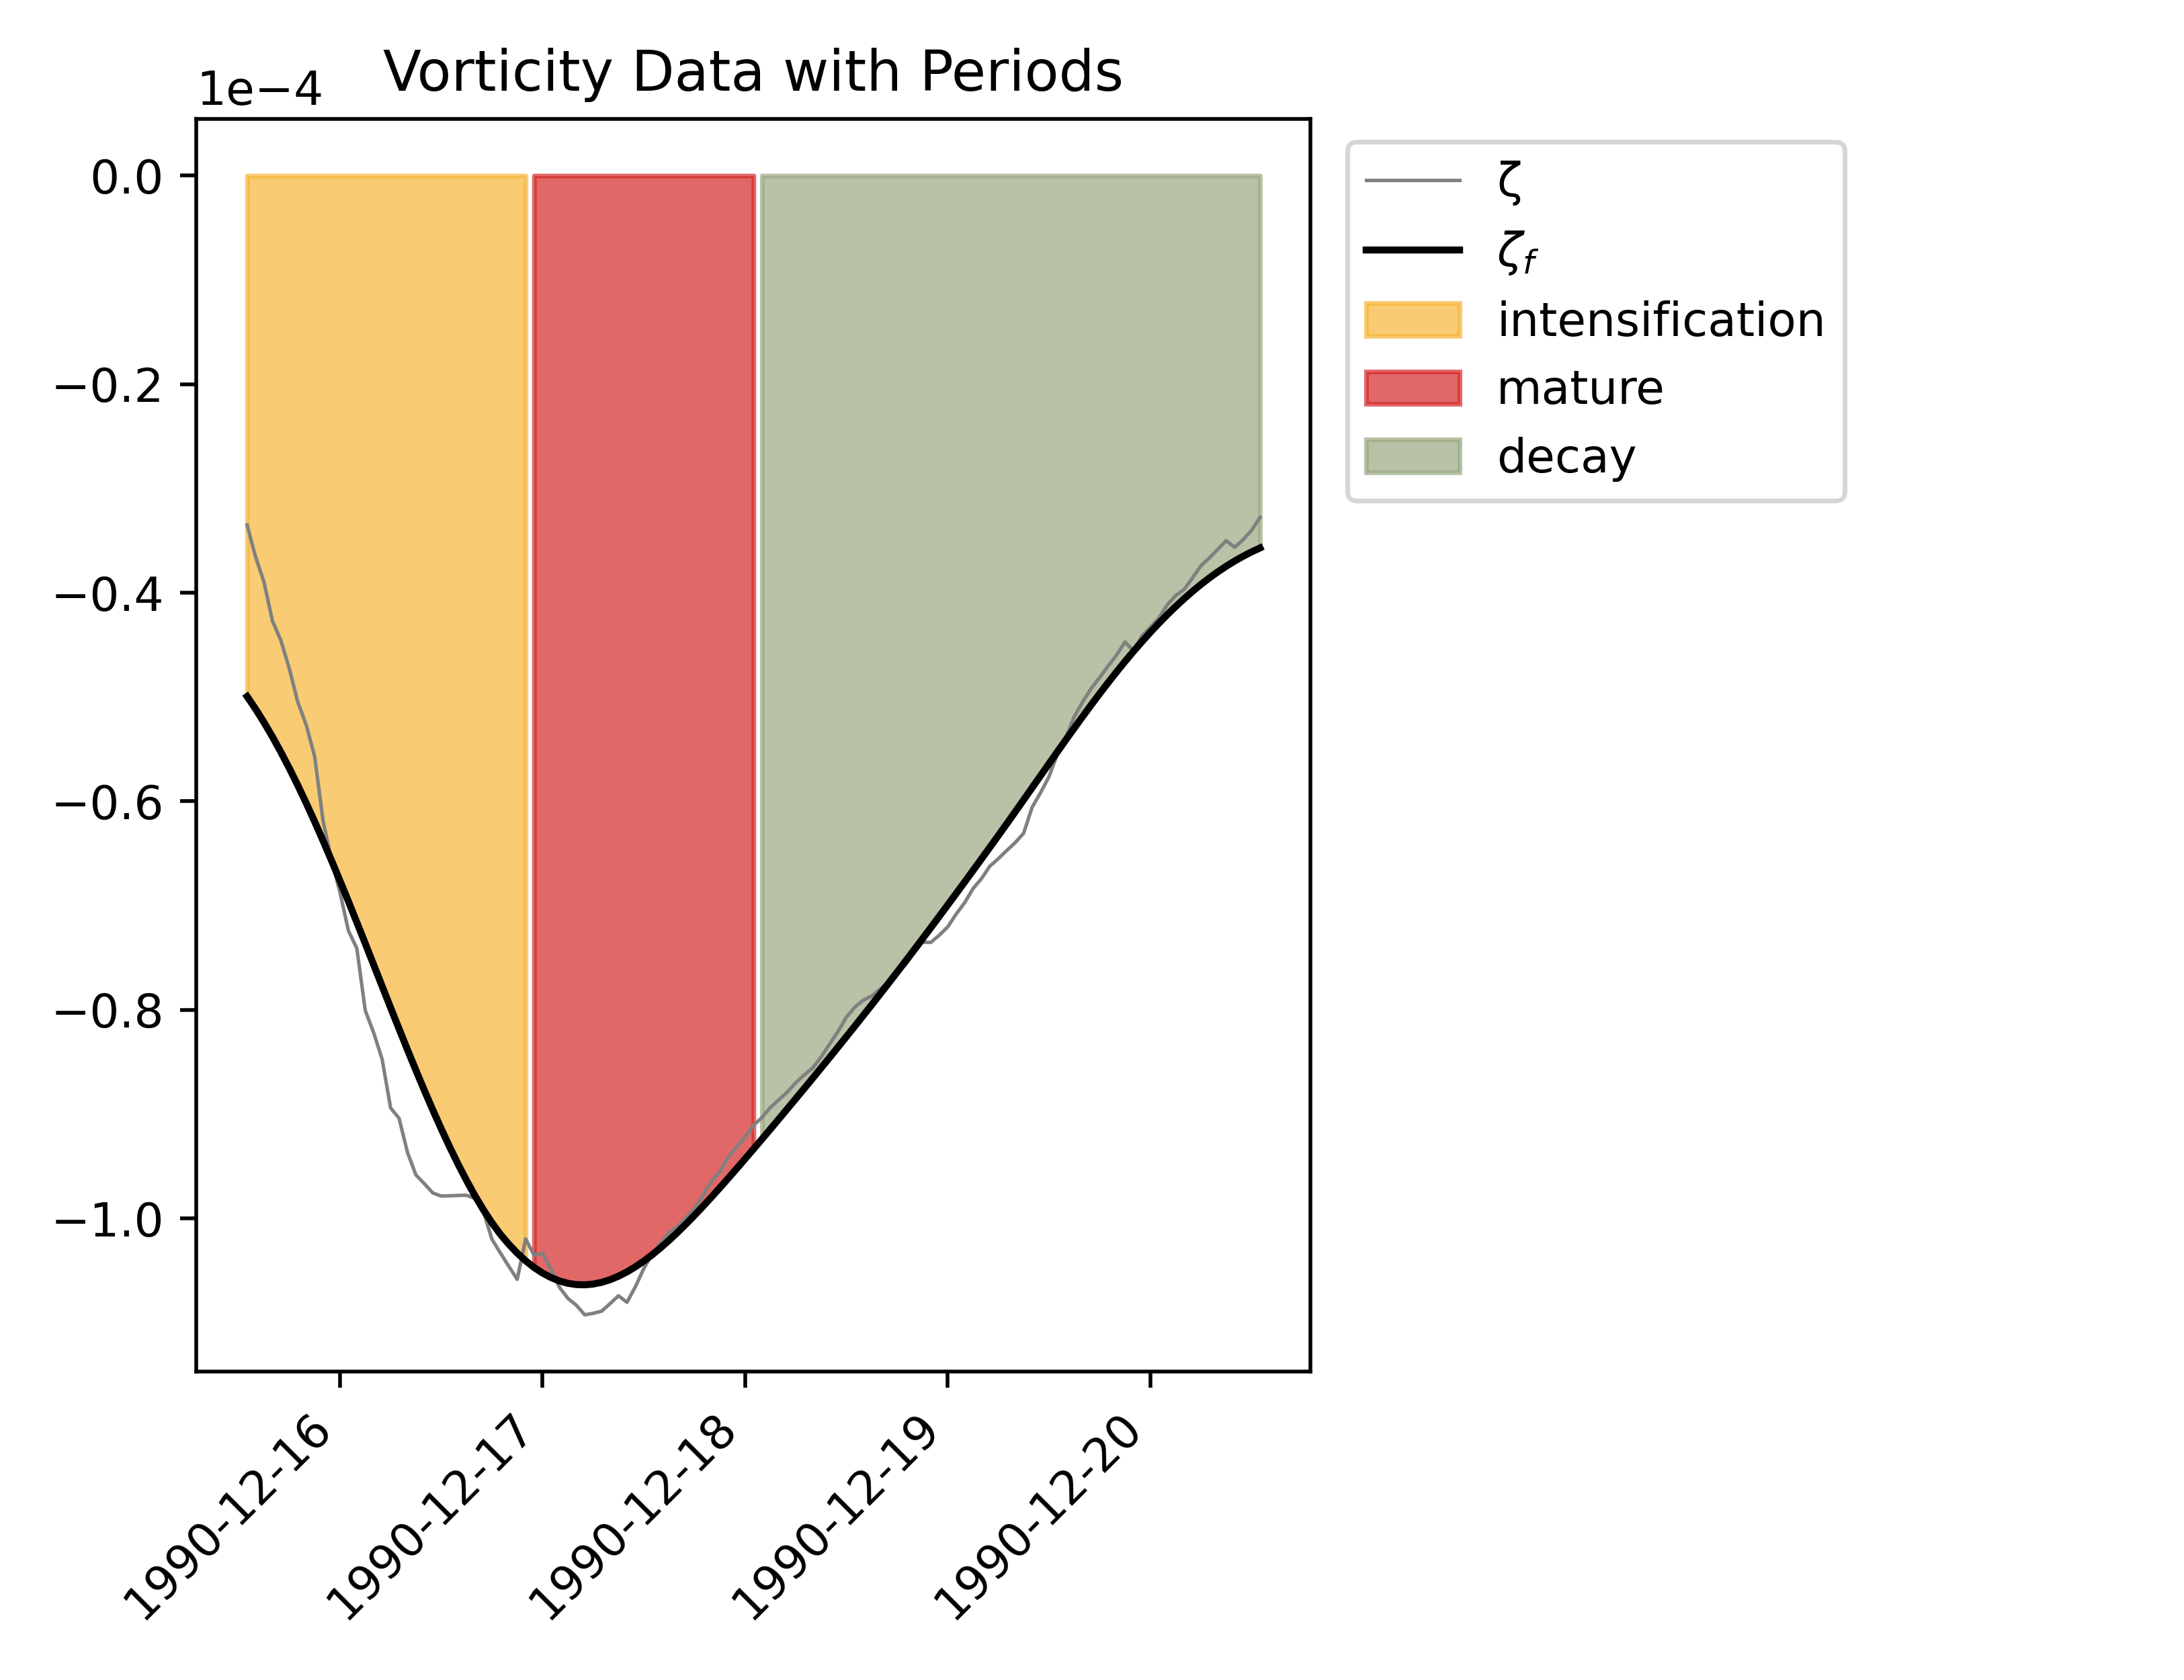 Vorticity Data with Periods
1e−4
0.0
−0.2
−0.4
−0.6
−0.8
−1.0
1990-12-16
1990-12-17
1990-12-18
1990-12-19
1990-12-20
ζ
ζf
intensification
mature
decay